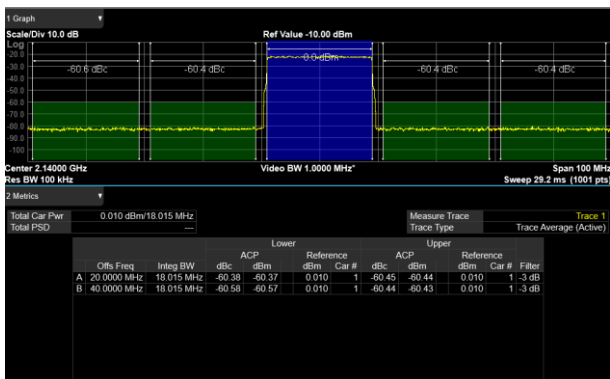 1 Graph
Scale/Div 10.0 dB Ref Value -10.00 dBm
Log
-20.0
-30.0
-40.0
-50.0
-60.0
-70.0
-80.0
-90.0
-100
-60.6 dBc -60.4 dBc 0.0 dBm -60.4 dBc -60.4 dBc
Center 2.14000 GHz Video BW 1.0000 MHz* Span 100 MHz
Res BW 100 kHz Sweep 29.2 ms (1001 pts)
2 Metrics
Total Car Pwr 0.010 dBm/18.015 MHz Measure Trace Trace 1
Total PSD --- Trace Type Trace Average (Active)
Lower Upper
ACP Reference ACP Reference
Offs Freq Integ BW dBc dBm dBm Car # dBc dBm dBm Car # Filter
A 20.0000 MHz 18.015 MHz -60.38 -60.37 0.010 1 -60.45 -60.44 0.010 1 -3 dB
B 40.0000 MHz 18.015 MHz -60.58 -60.57 0.010 1 -60.44 -60.43 0.010 1 -3 dB